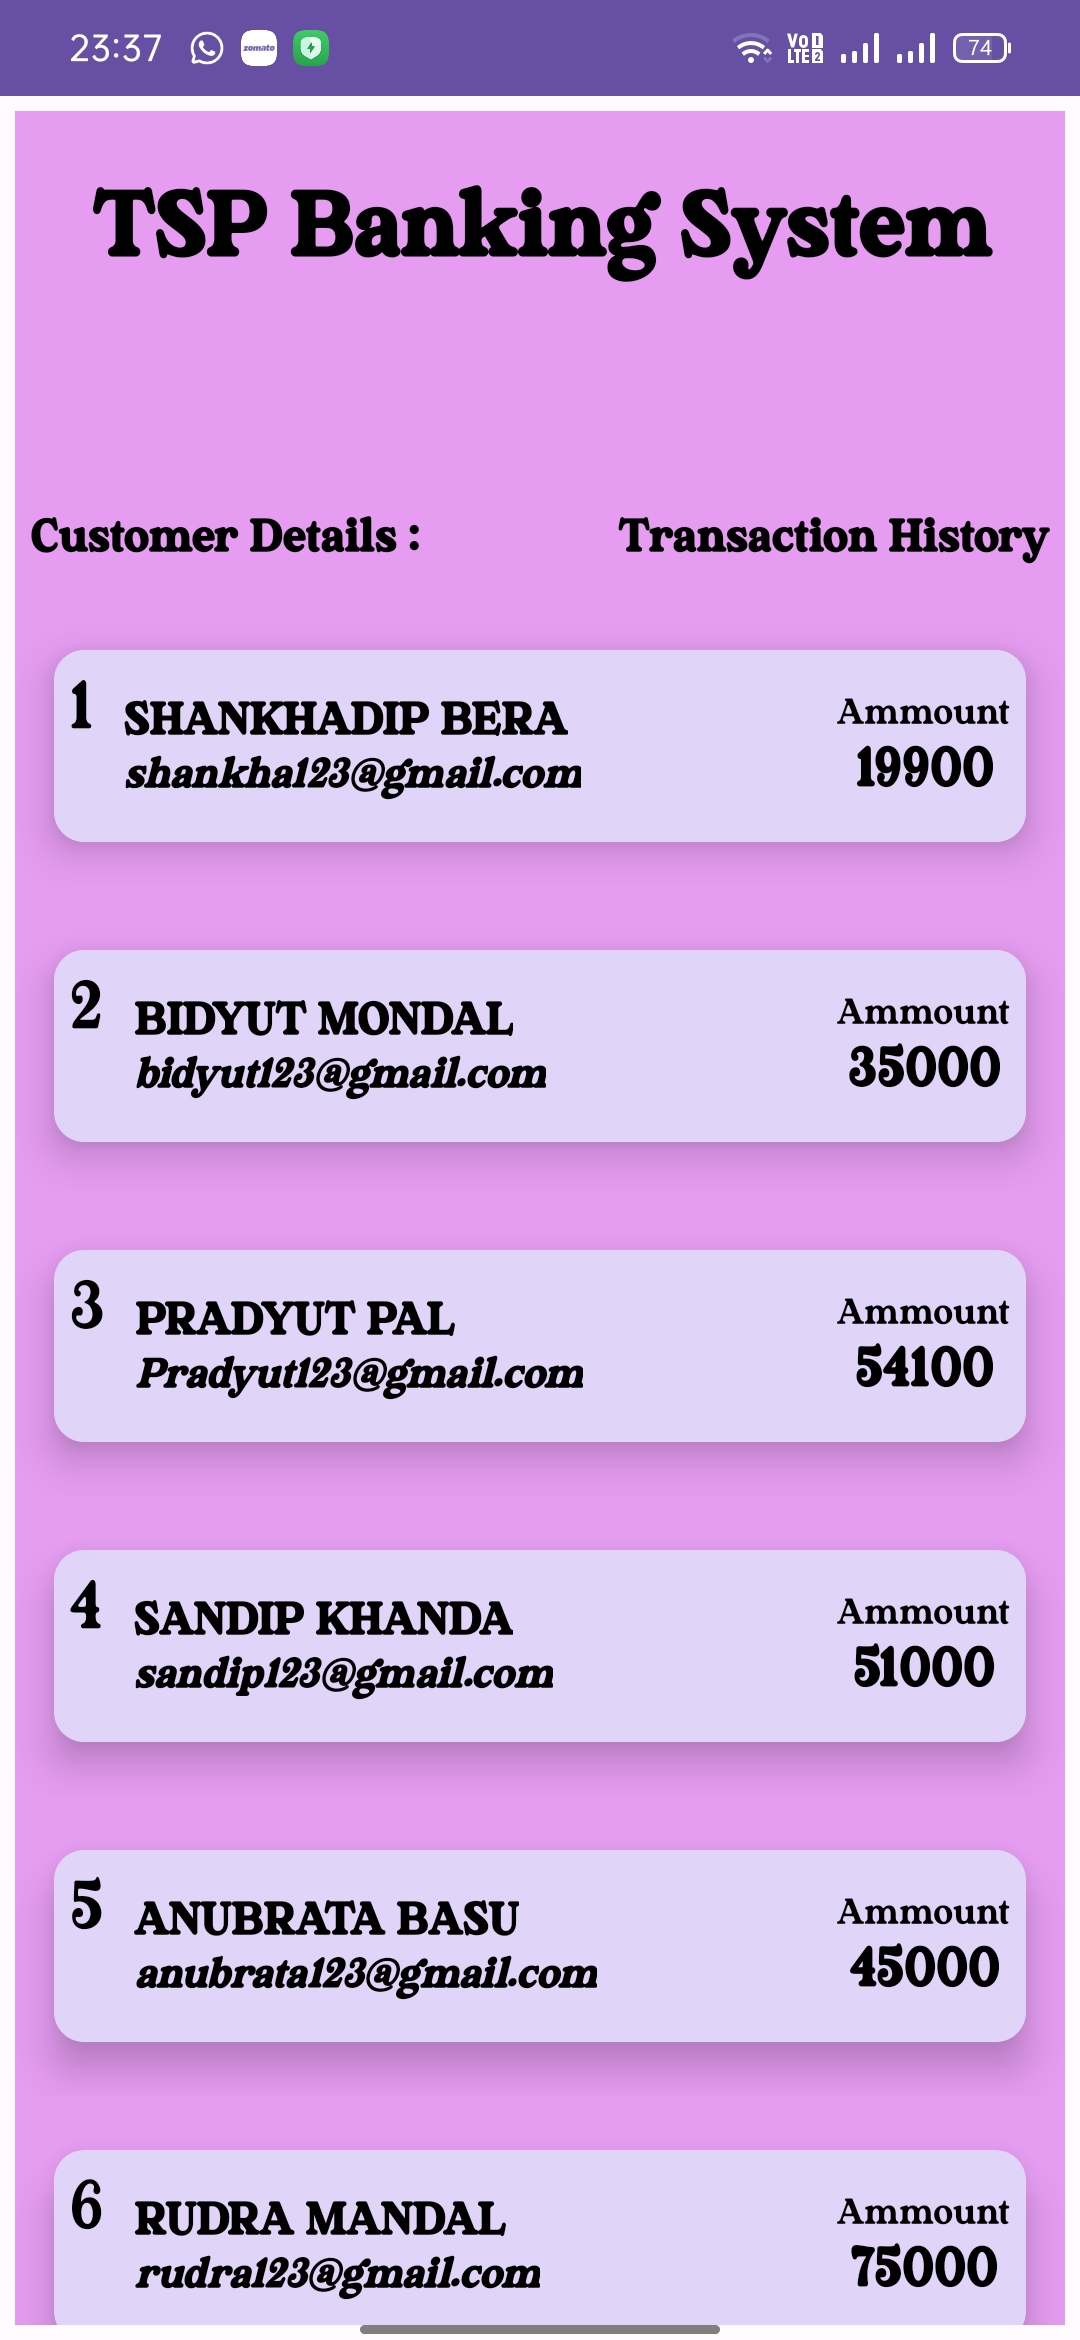 23:37 zomato Vo 1 LTE 2 74
TSP Banking System
Customer Details : Transaction History
1 SHANKHADIP BERA Ammount
shankha123@gmail.com 19900
2 BIDYUT MONDAL Ammount
bidyut123@gmail.com 35000
3 PRADYUT PAL Ammount
Pradyut123@gmail.com 54100
4 SANDIP KHANDA Ammount
sandip123@gmail.com 51000
5 ANUBRATA BASU Ammount
anubrata123@gmail.com 45000
6 RUDRA MANDAL Ammount
rudra123@gmail.com 75000